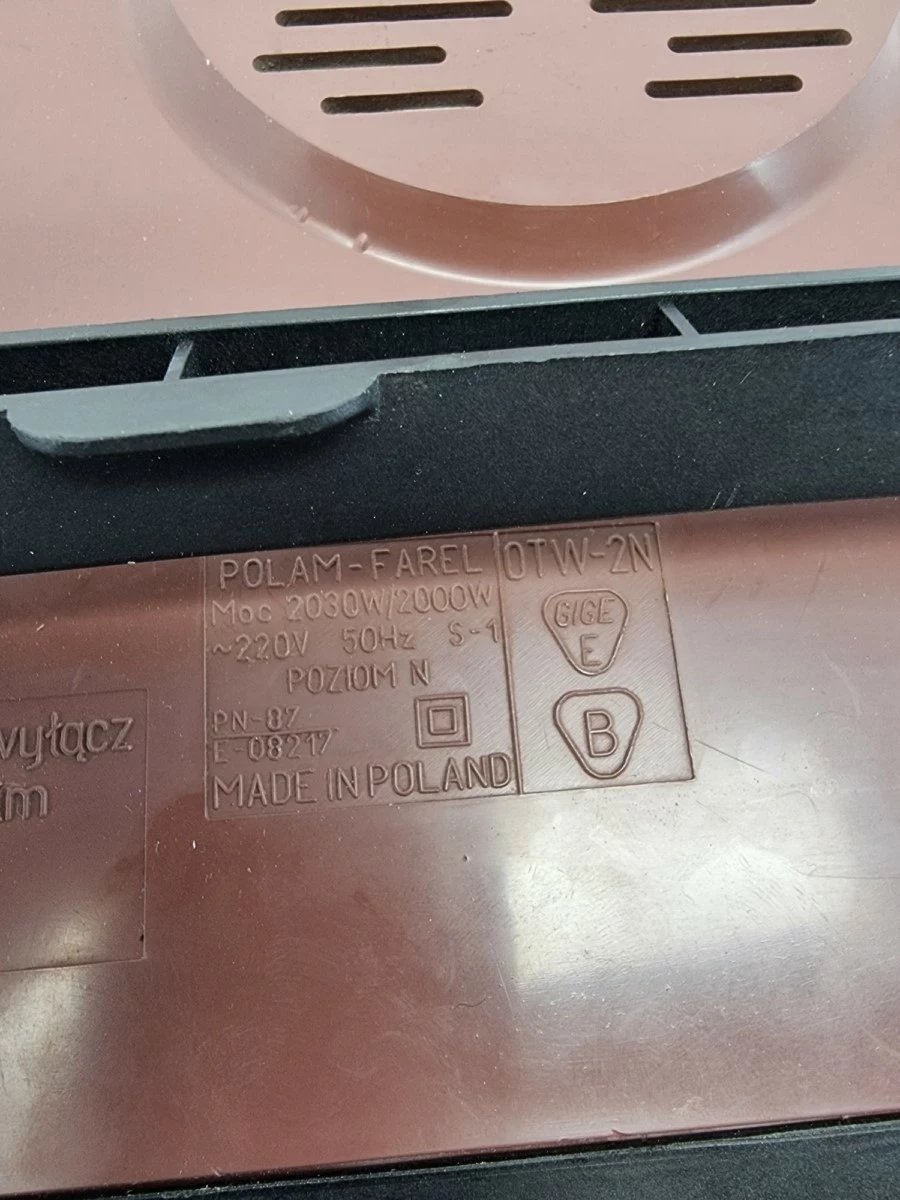 POLAM-FAREL
OTW-2N
Moc 2030W/2000W
~220V 50Hz S-1
POZIOM N
PN-87
E-08217
MADE IN POLAND
GIGE
E
B
wyłącz
im